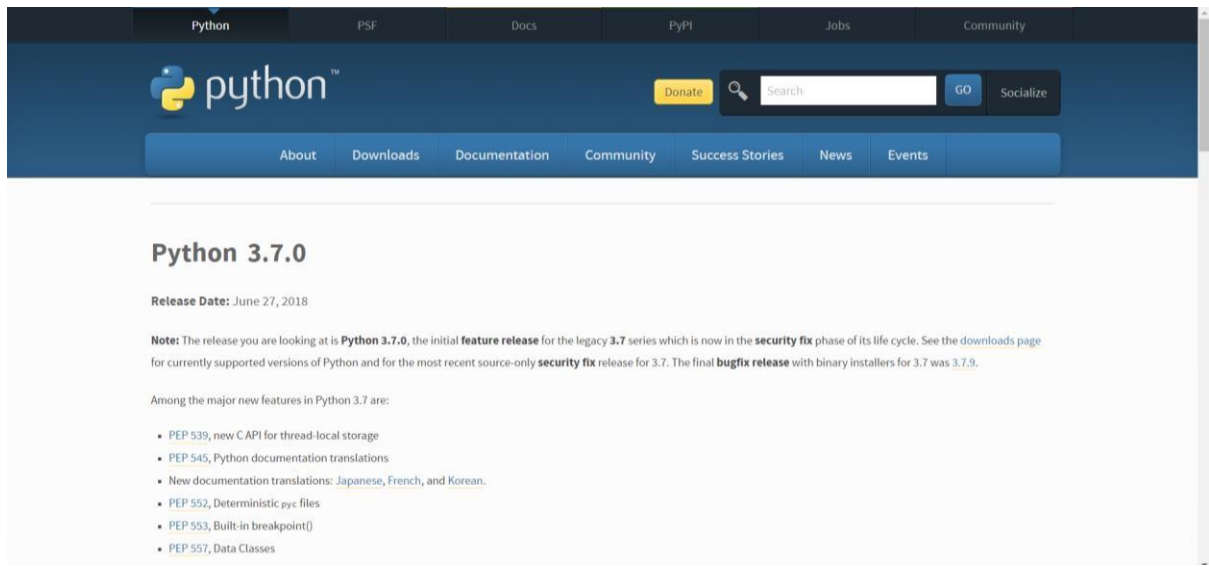 Python PSF Docs PyPI Jobs Community
python™ Donate Search GO Socialize
About Downloads Documentation Community Success Stories News Events
Python 3.7.0
Release Date: June 27, 2018
Note: The release you are looking at is Python 3.7.0, the initial feature release for the legacy 3.7 series which is now in the security fix phase of its life cycle. See the downloads page
for currently supported versions of Python and for the most recent source-only security fix release for 3.7. The final bugfix release with binary installers for 3.7 was 3.7.9.
Among the major new features in Python 3.7 are:
• PEP 539, new C API for thread-local storage
• PEP 545, Python documentation translations
• New documentation translations: Japanese, French, and Korean.
• PEP 552, Deterministic pyc files
• PEP 553, Built-in breakpoint()
• PEP 557, Data Classes